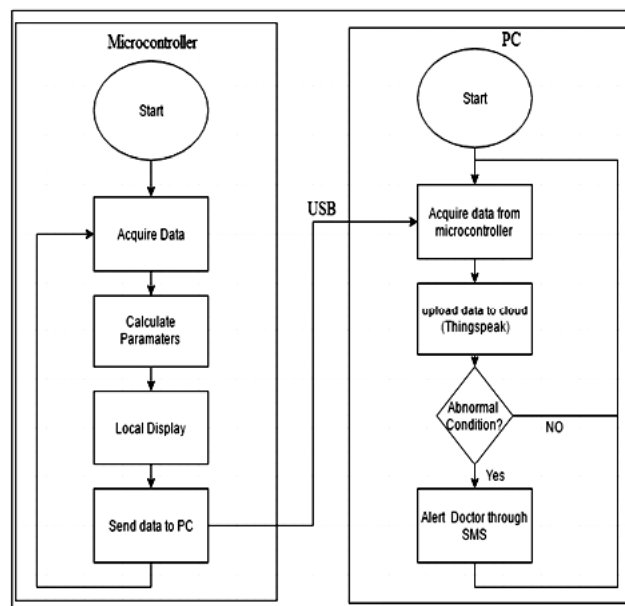 Microcontroller
Start
Acquire Data
Calculate
Paramaters
Local Display
Send data to PC
USB
PC
Start
Acquire data from
microcontroller
upload data to cloud
(Thingspeak)
Abnormal
Condition?
NO
Yes
Alert Doctor through
SMS